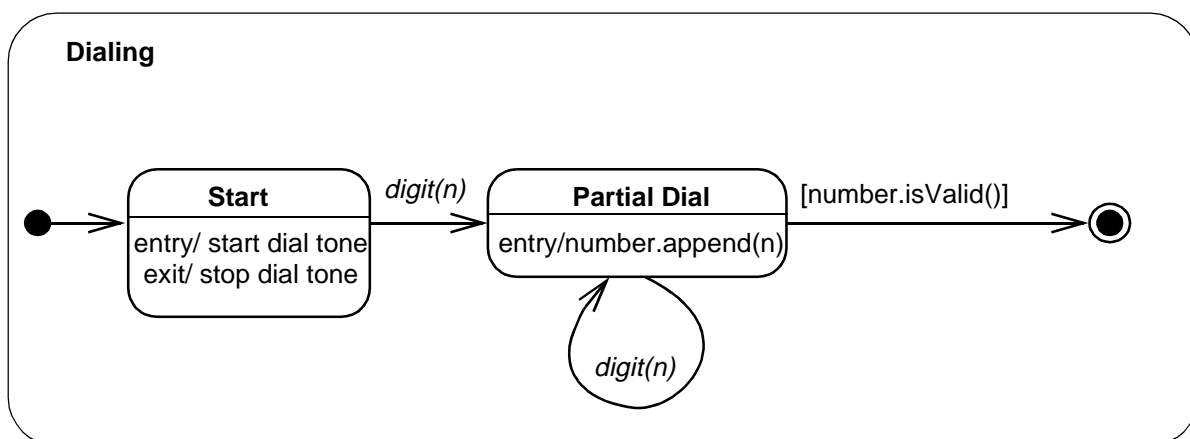 Dialing
Start
entry/ start dial tone
exit/ stop dial tone
digit(n)
Partial Dial
entry/number.append(n)
digit(n)
[number.isValid()]